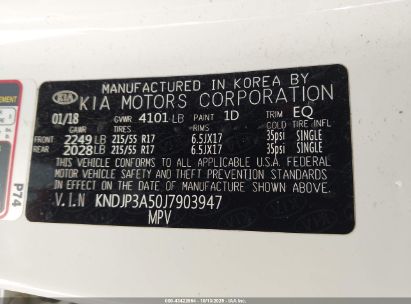 MANUFACTURED IN KOREA BY
KIA KIA MOTORS CORPORATION
01/18 GVWR 4101 LB PAINT 1D TRIM EQ
GAWR TIRES RIMS COLD TIRE INFL
FRONT 2249 LB 215/55 R17 6.5JX17 35psi SINGLE
REAR 2028 LB 215/55 R17 6.5JX17 35psi SINGLE
THIS VEHICLE CONFORMS TO ALL APPLICABLE U.S.A. FEDERAL
MOTOR VEHICLE SAFETY, BUMPER, AND THEFT PREVENTION STANDARDS
IN EFFECT ON THE DATE OF MANUFACTURE SHOWN ABOVE.
V.I.N KNDJP3A50J7903947
MPV
P74